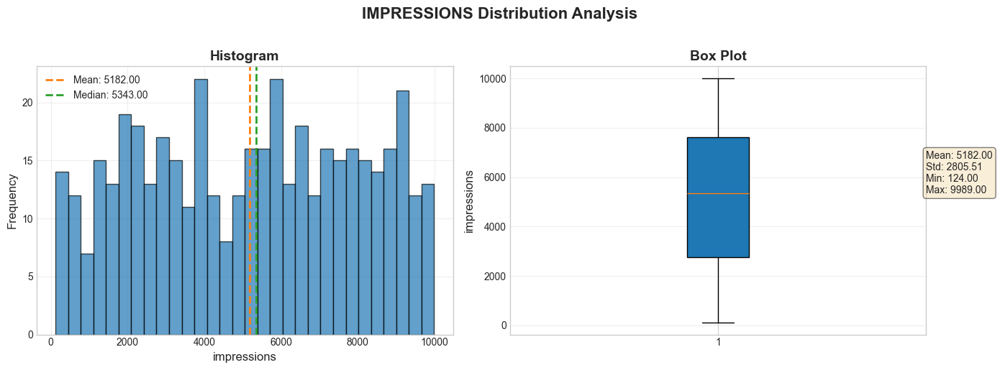 IMPRESSIONS Distribution Analysis
Histogram
Mean: 5182.00
Median: 5343.00
Frequency
20
15
10
5
0
0 2000 4000 6000 8000 10000
impressions
Box Plot
impressions
10000
8000
6000
4000
2000
0
1
Mean: 5182.00
Std: 2805.51
Min: 124.00
Max: 9989.00